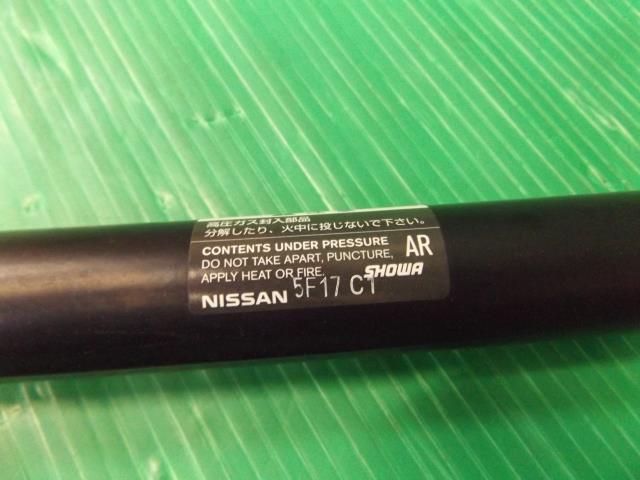 高圧ガス封入部品
分解したり、火中に投じないで下さい。
CONTENTS UNDER PRESSURE AR
DO NOT TAKE APART, PUNCTURE,
APPLY HEAT OR FIRE. SHOWA
NISSAN 5F17 C1